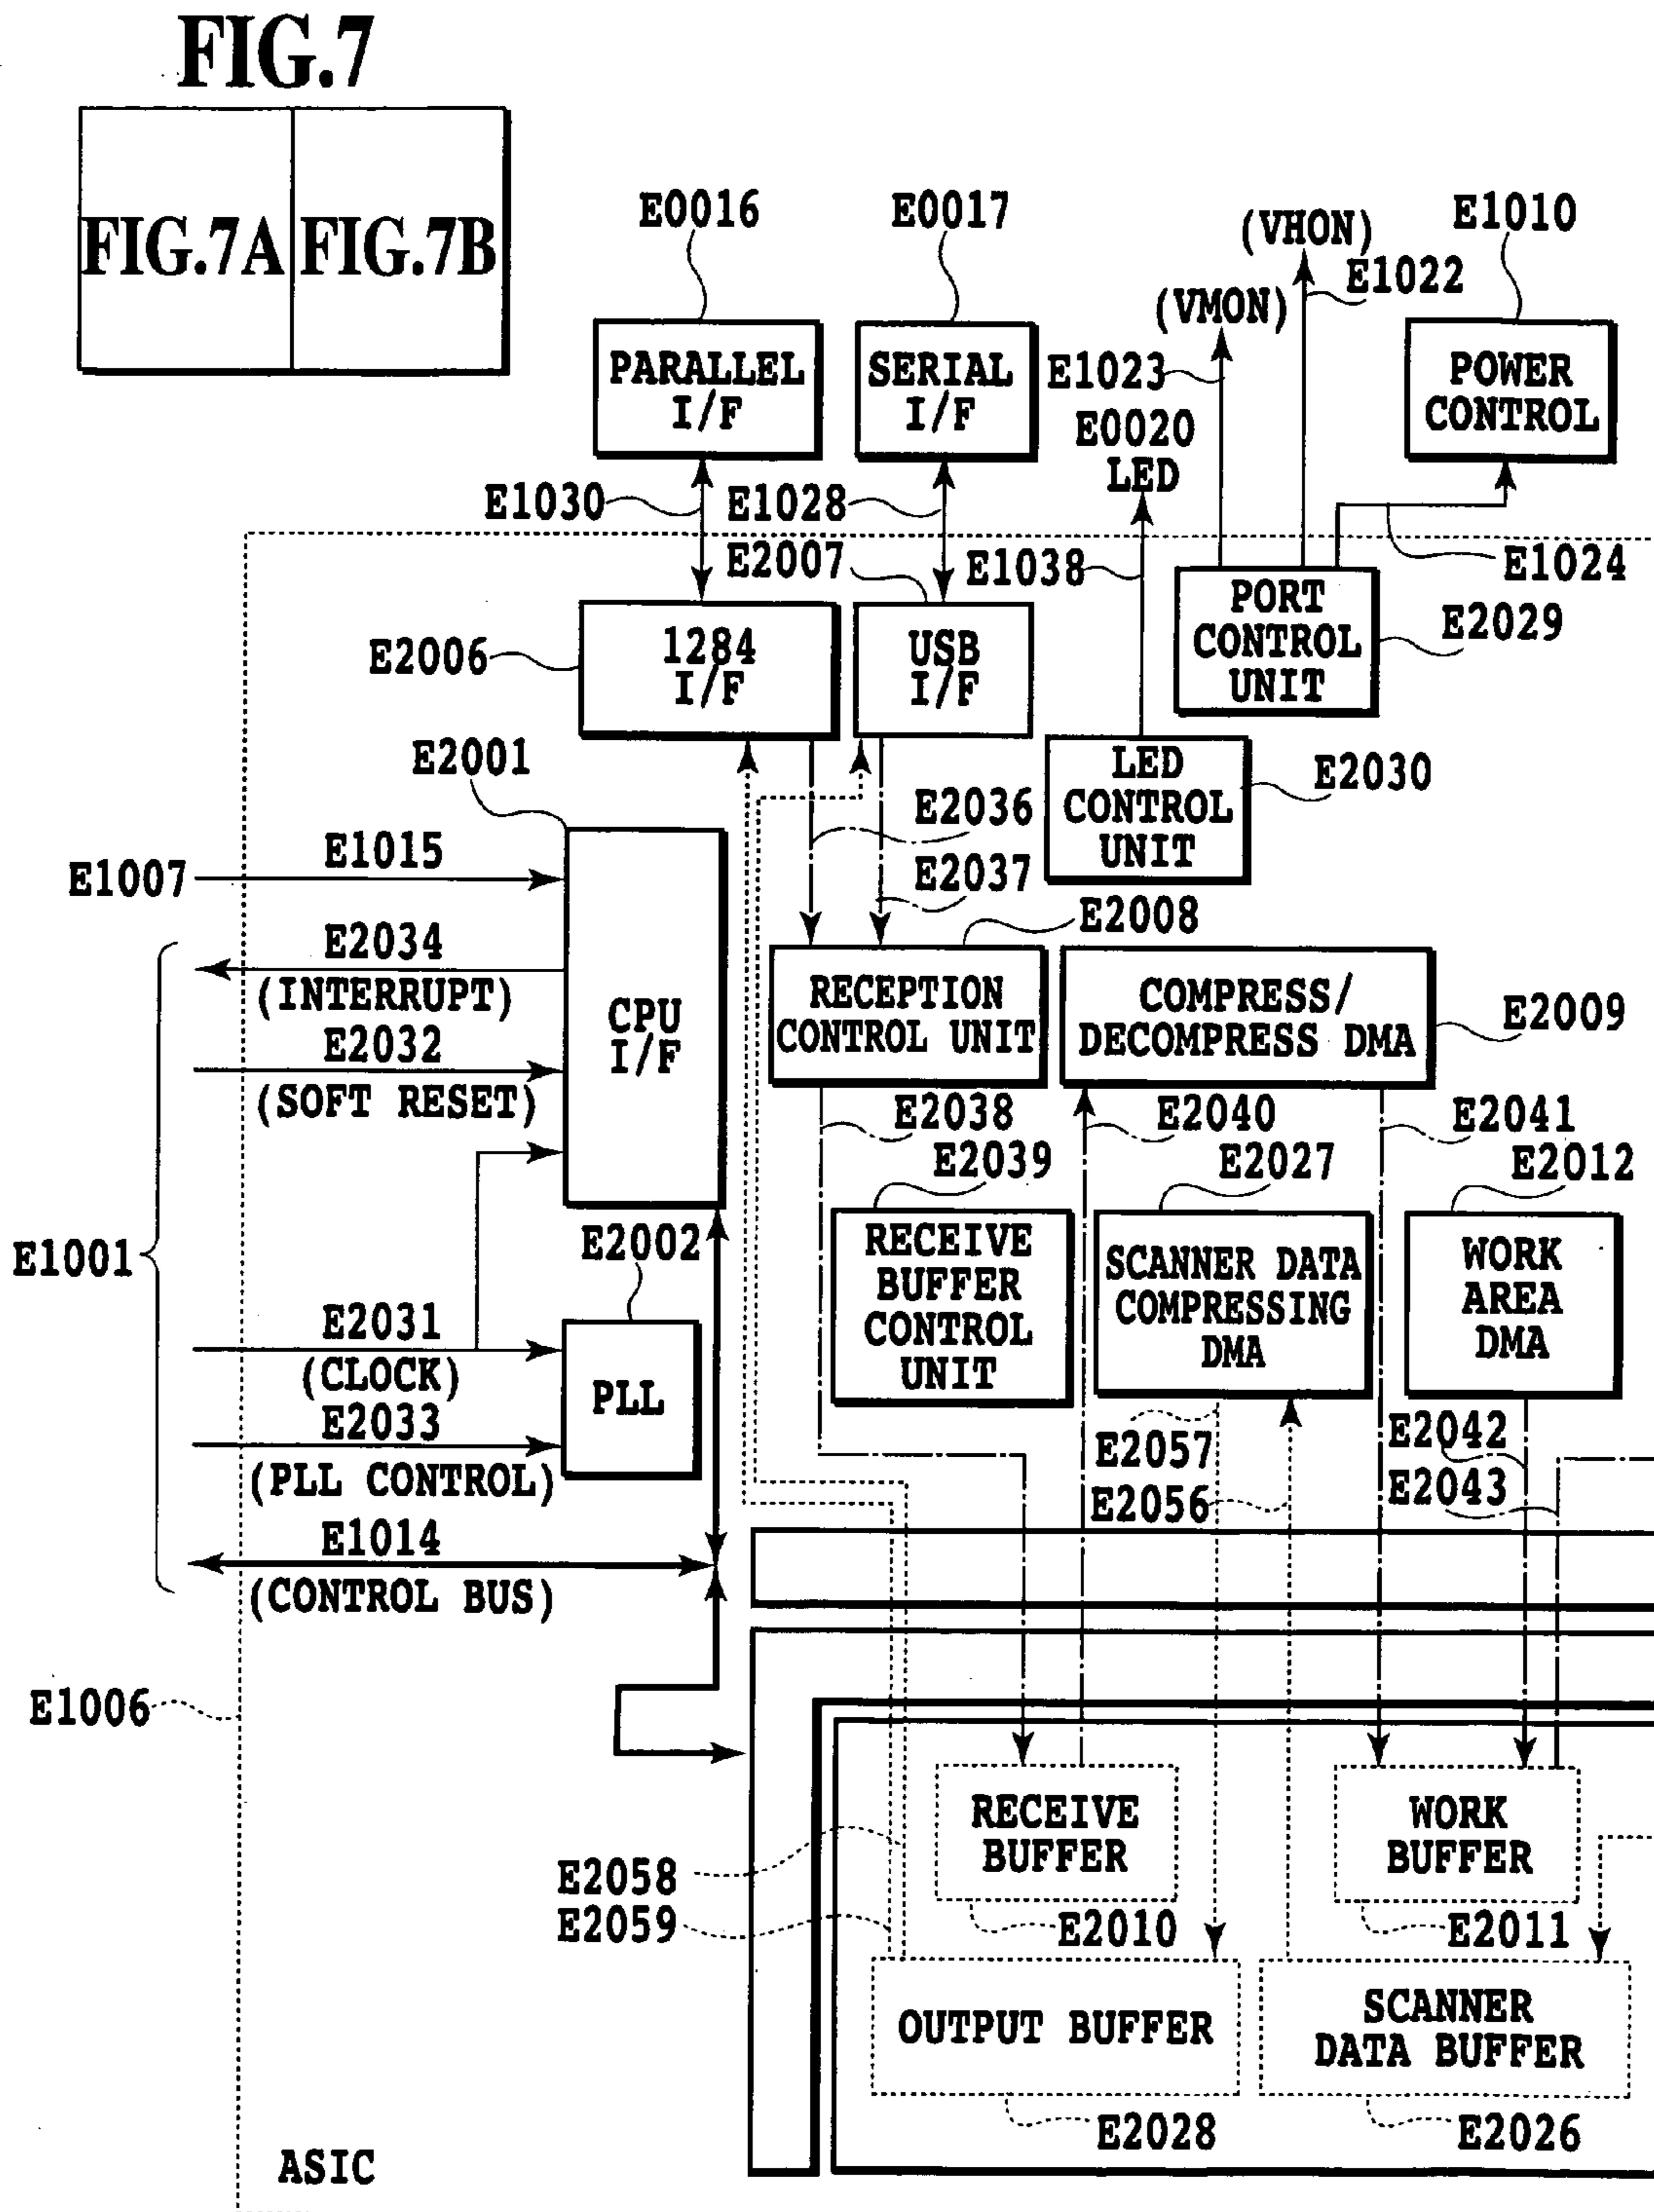 FIG.7
FIG.7A
FIG.7B
E0016
E0017
(VHON)
E1010
E1022
(VMON)
PARALLEL
I/F
SERIAL
I/F
E1023
POWER
CONTROL
E0020
LED
E1030
E1028
E2007
E1038
E1024
PORT
CONTROL
UNIT
E2029
E2006
1284
I/F
USB
I/F
E2001
LED
CONTROL
UNIT
E2030
E2036
E1007
E1015
E2037
E2008
E2034
(INTERRUPT)
CPU
I/F
RECEPTION
CONTROL UNIT
COMPRESS/
DECOMPRESS DMA
E2009
E2032
(SOFT RESET)
E2038
E2040
E2041
E2039
E2027
E2012
E1001
E2002
RECEIVE
BUFFER
CONTROL
UNIT
SCANNER DATA
COMPRESSING
DMA
WORK
AREA
DMA
E2031
(CLOCK)
PLL
E2033
(PLL CONTROL)
E2057
E2042
E2056
E2043
E1014
(CONTROL BUS)
E1006
RECEIVE
BUFFER
WORK
BUFFER
E2058
E2059
E2010
E2011
OUTPUT BUFFER
SCANNER
DATA BUFFER
E2028
E2026
ASIC